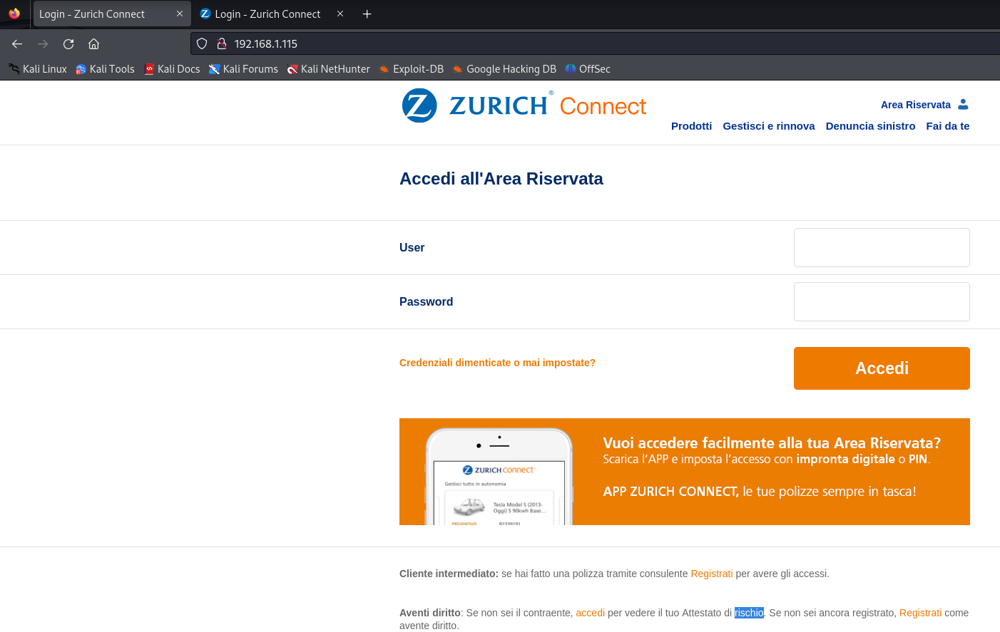 Login - Zurich Connect
Login - Zurich Connect
192.168.1.115
Kali Linux Kali Tools Kali Docs Kali Forums Kali NetHunter Exploit-DB Google Hacking DB OffSec
Z ZURICH® Connect
Area Riservata
Prodotti Gestisci e rinnova Denuncia sinistro Fai da te
Accedi all'Area Riservata
User
Password
Credenziali dimenticate o mai impostate?
Accedi
ZURICH connect
Gestisci tutto in autonomia
Tesla Model S (2013-
Oggi) S 90kwh Base...
PREVENTIVO 82339191
Vuoi accedere facilmente alla tua Area Riservata?
Scarica l'APP e imposta l'accesso con impronta digitale o PIN.
APP ZURICH CONNECT, le tue polizze sempre in tasca!
Cliente intermediato: se hai fatto una polizza tramite consulente Registrati per avere gli accessi.
Aventi diritto: Se non sei il contraente, accedi per vedere il tuo Attestato di rischio. Se non sei ancora registrato, Registrati come
avente diritto.